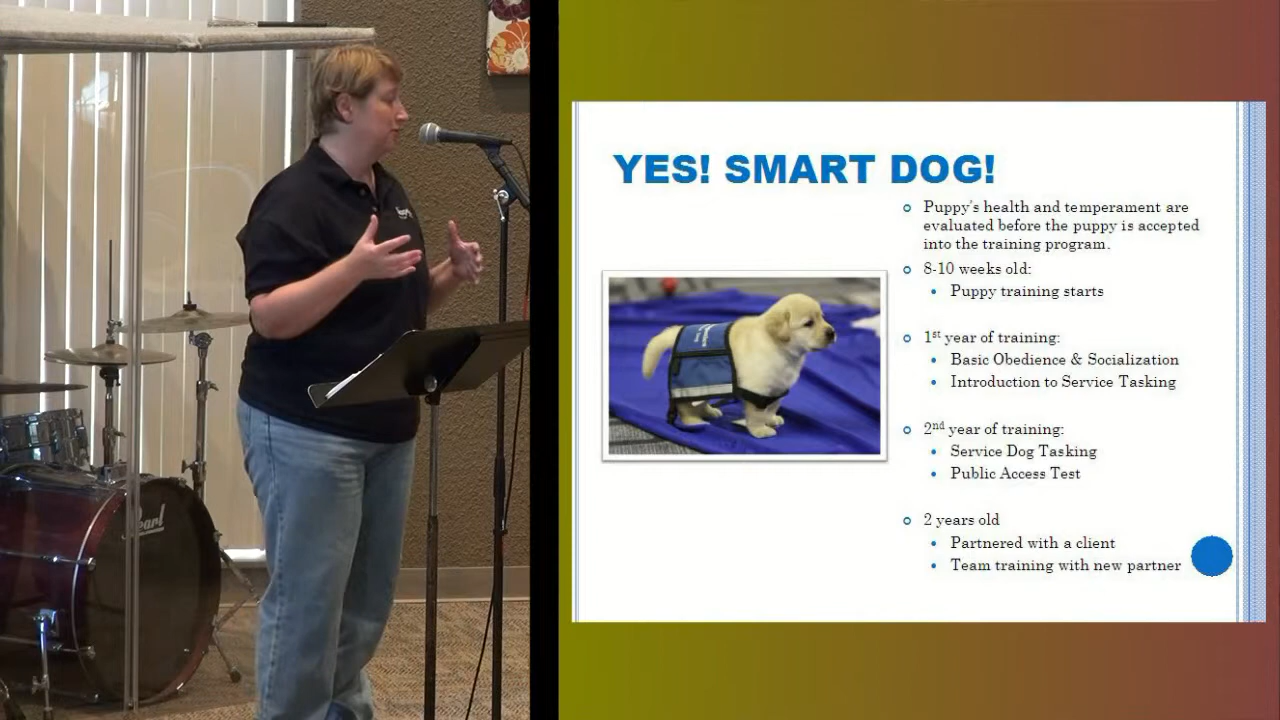 YES! SMART DOG!
Puppy's health and temperament are
evaluated before the puppy is accepted
into the training program.
8-10 weeks old:
Puppy training starts
1st year of training:
Basic Obedience & Socialization
Introduction to Service Tasking
2nd year of training:
Service Dog Tasking
Public Access Test
2 years old
Partnered with a client
Team training with new partner
Pearl